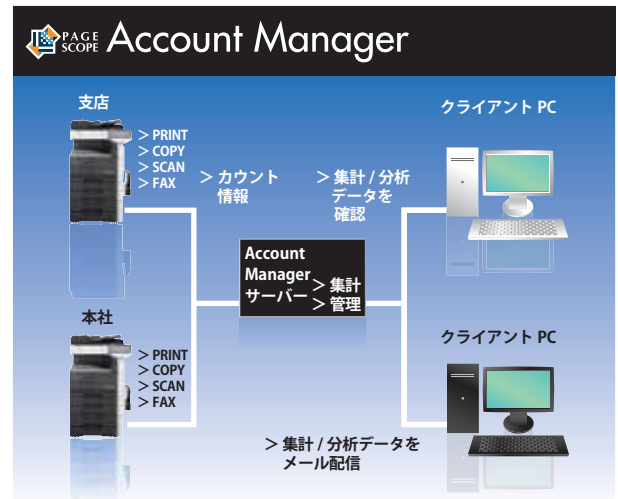 PAGE
SCOPE
Account Manager
支店
> PRINT
> COPY
> SCAN
> FAX
> カウント
情報
> 集計 / 分析
データを
確認
クライアント PC
Account
Manager
サーバー
> 集計
> 管理
本社
> PRINT
> COPY
> SCAN
> FAX
クライアント PC
> 集計 / 分析データを
メール配信